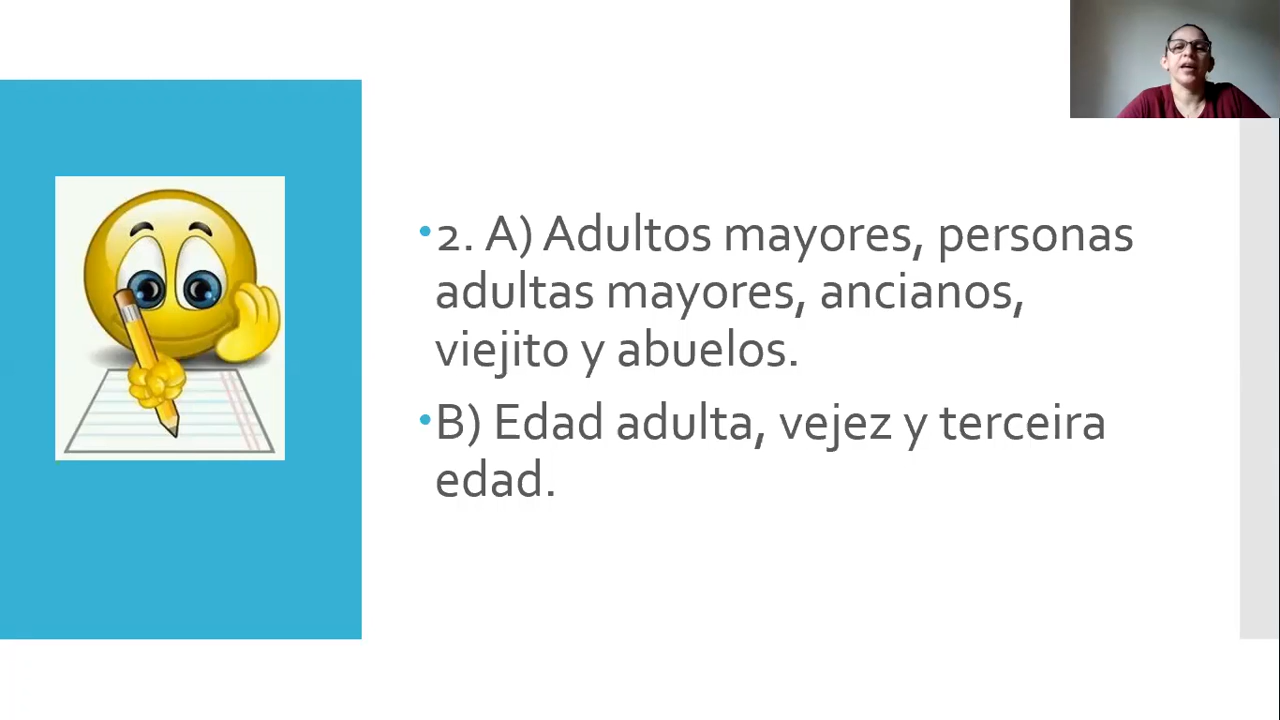 •2. A) Adultos mayores, personas
adultas mayores, ancianos,
viejito y abuelos.
•B) Edad adulta, vejez y terceira
edad.